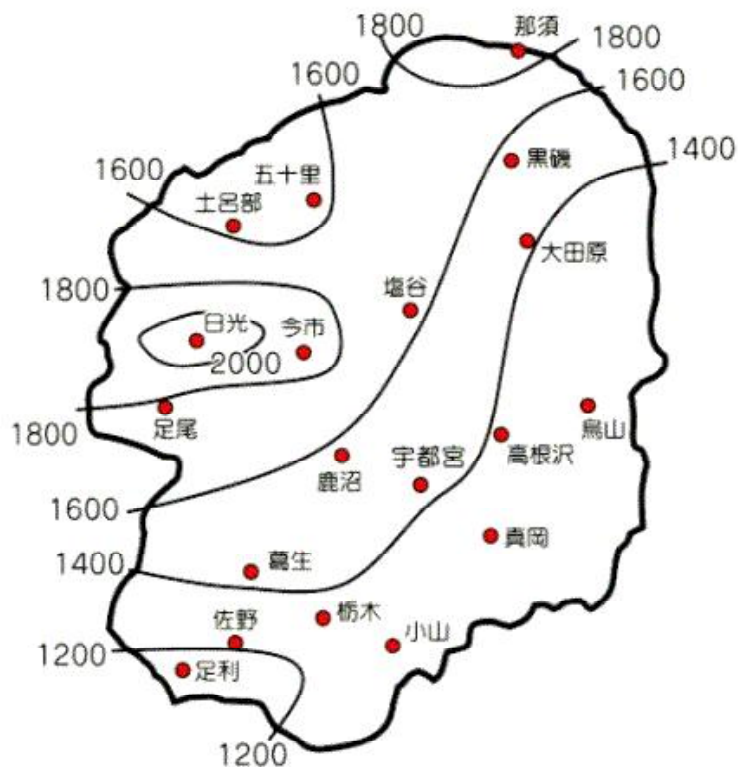 1800
那須
1800
1600
1600
1400
黒磯
1600
五十里
土呂部
大田原
1800
塩谷
日光
今市
2000
1800
足尾
烏山
高根沢
宇都宮
鹿沼
1600
真岡
1400
葛生
佐野
栃木
小山
1200
足利
1200